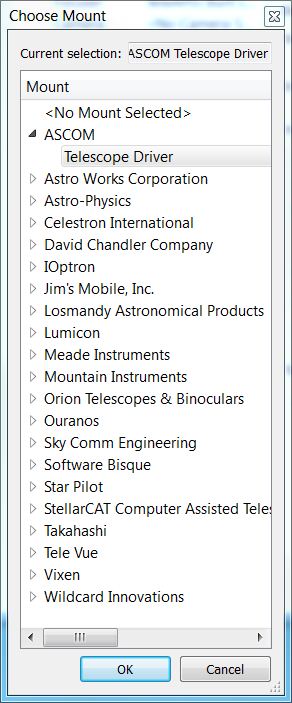 Choose Mount
Current selection: ASCOM Telescope Driver
Mount
<No Mount Selected>
ASCOM
Telescope Driver
Astro Works Corporation
Astro-Physics
Celestron International
David Chandler Company
IOptron
Jim's Mobile, Inc.
Losmandy Astronomical Products
Lumicon
Meade Instruments
Mountain Instruments
Orion Telescopes & Binoculars
Ouranos
Sky Comm Engineering
Software Bisque
Star Pilot
StellarCAT Computer Assisted Teles
Takahashi
Tele Vue
Vixen
Wildcard Innovations
OK Cancel